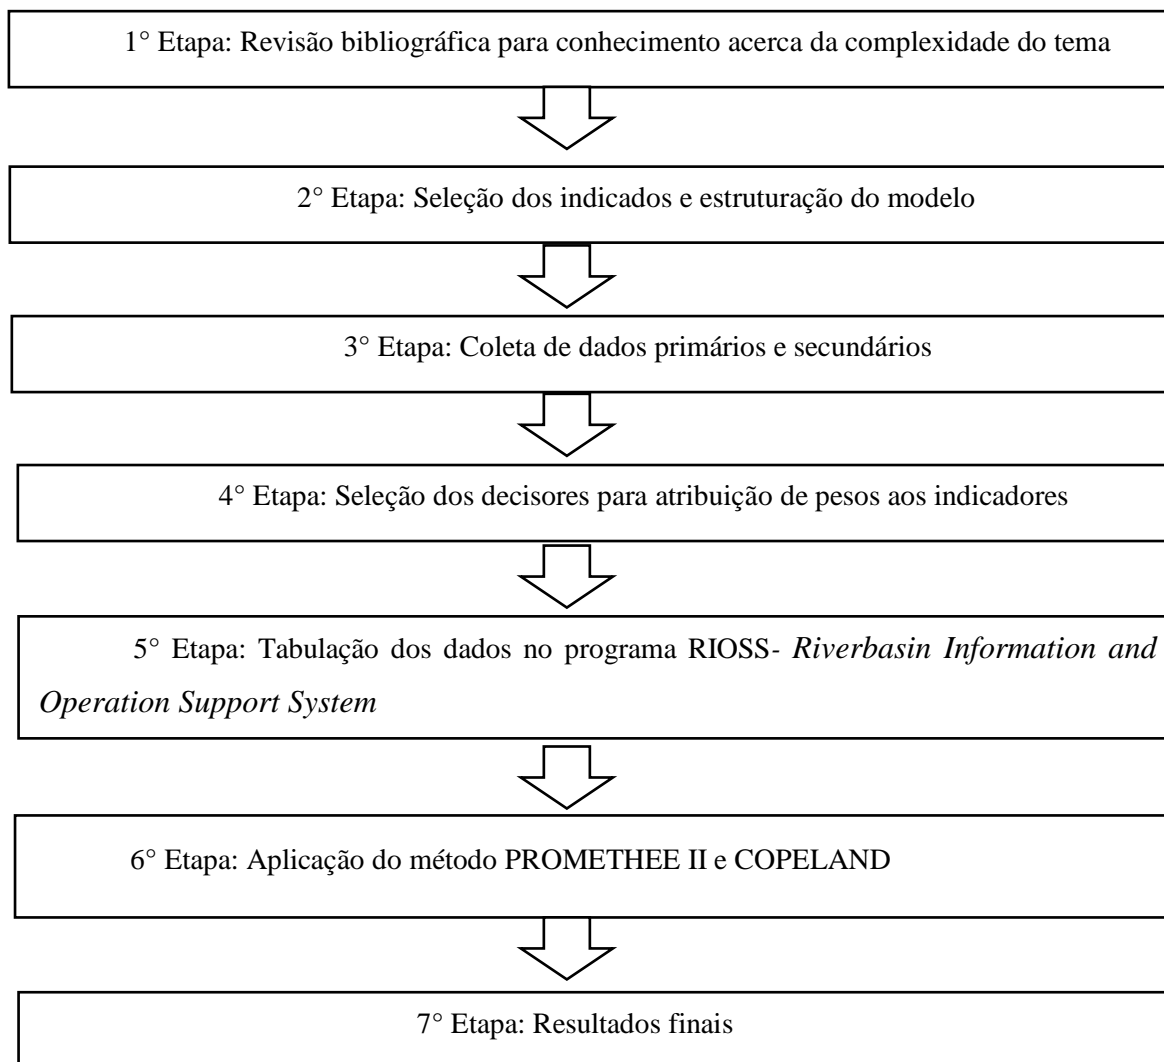 1° Etapa: Revisão bibliográfica para conhecimento acerca da complexidade do tema
2° Etapa: Seleção dos indicados e estruturação do modelo
3° Etapa: Coleta de dados primários e secundários
4° Etapa: Seleção dos decisores para atribuição de pesos aos indicadores
5° Etapa: Tabulação dos dados no programa RIOSS- Riverbasin Information and
Operation Support System
6° Etapa: Aplicação do método PROMETHEE II e COPELAND
7° Etapa: Resultados finais